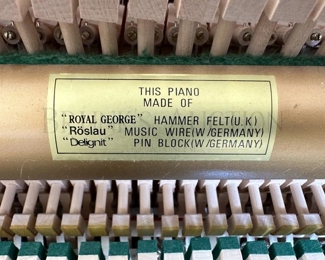 THIS PIANO
MADE OF
"ROYAL GEORGE" HAMMER FELT(U.K)
"Röslau" MUSIC WIRE(W/GERMANY)
"Delignit" PIN BLOCK(W/GERMANY)